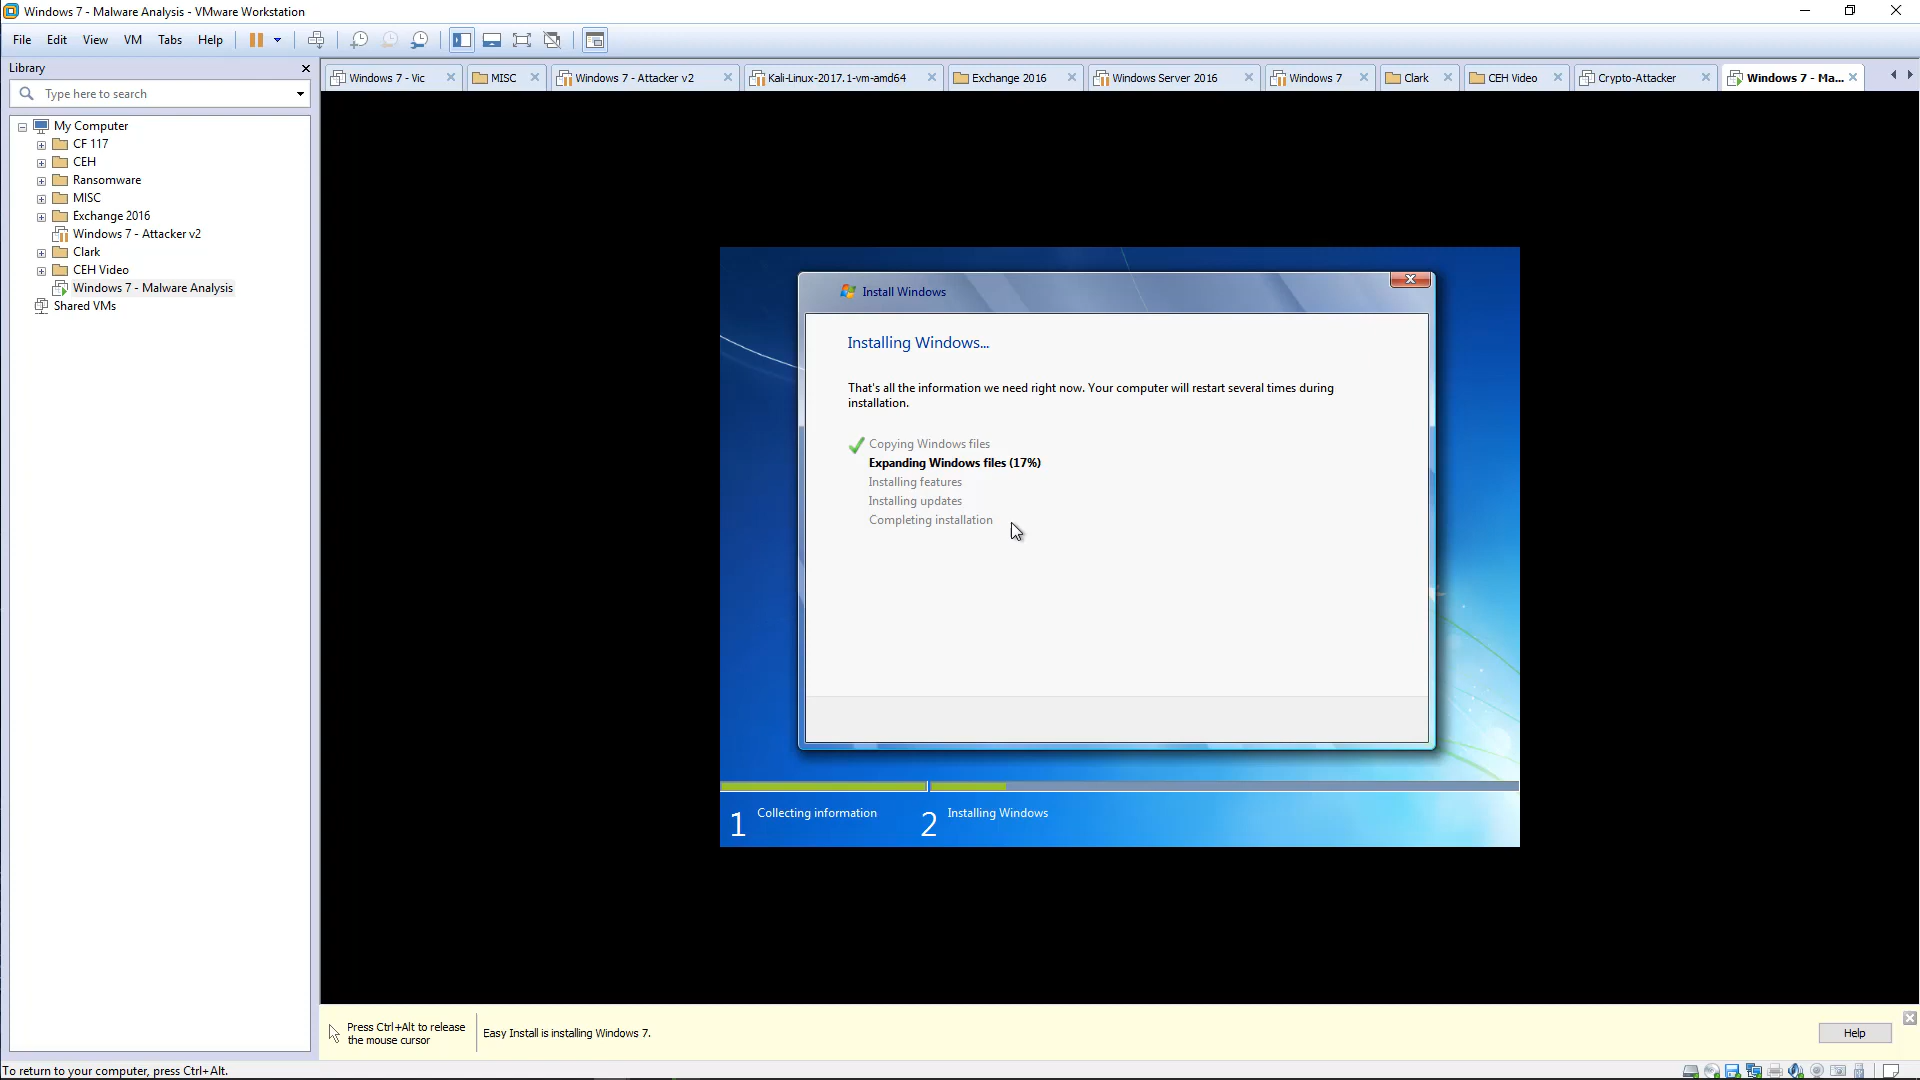 Windows 7 - Malware Analysis - VMware Workstation
File Edit View VM Tabs Help
Library
Type here to search
My Computer
CF 117
CEH
Ransomware
MISC
Exchange 2016
Windows 7 - Attacker v2
Clark
CEH Video
Windows 7 - Malware Analysis
Shared VMs
Windows 7 - Vic MISC Windows 7 - Attacker v2 Kali-Linux-2017.1-vm-amd64 Exchange 2016 Windows Server 2016 Windows 7 Clark CEH Video Crypto-Attacker Windows 7 - Ma...
Install Windows
Installing Windows...
That's all the information we need right now. Your computer will restart several times during
installation.
Copying Windows files
Expanding Windows files (17%)
Installing features
Installing updates
Completing installation
1 Collecting information 2 Installing Windows
Press Ctrl+Alt to release
the mouse cursor
Easy Install is installing Windows 7.
Help
To return to your computer, press Ctrl+Alt.